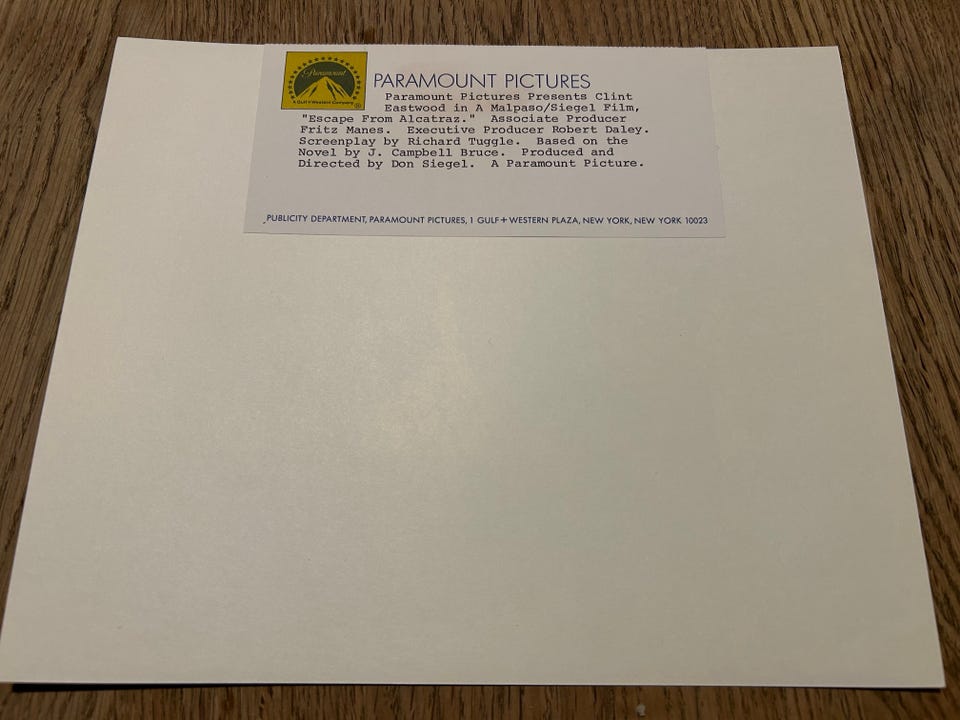 Paramount
A Gulf+Western Company
®
PARAMOUNT PICTURES
Paramount Pictures Presents Clint
Eastwood in A Malpaso/Siegel Film,
"Escape From Alcatraz." Associate Producer
Fritz Manes. Executive Producer Robert Daley.
Screenplay by Richard Tuggle. Based on the
Novel by J. Campbell Bruce. Produced and
Directed by Don Siegel. A Paramount Picture.
PUBLICITY DEPARTMENT, PARAMOUNT PICTURES, 1 GULF+WESTERN PLAZA, NEW YORK, NEW YORK 10023